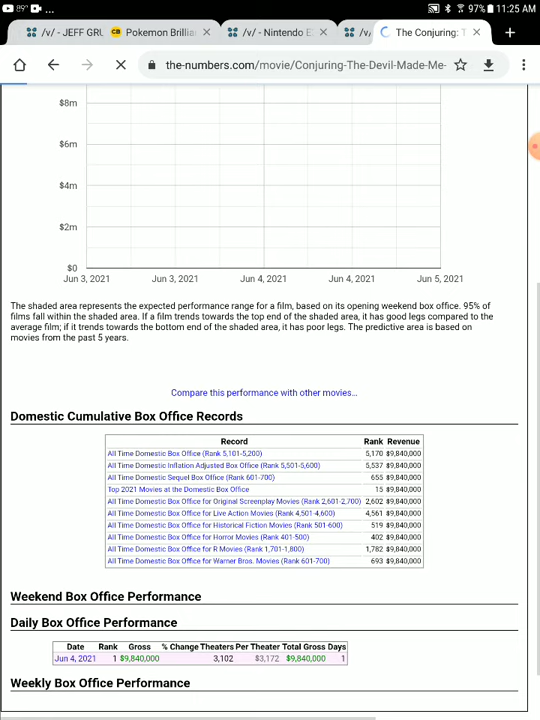 89° ... 97% 11:25 AM
/v/ - JEFF GRU Pokemon Brillia /v/ - Nintendo E /v/ The Conjuring: T
the-numbers.com/movie/Conjuring-The-Devil-Made-Me-
$8m
$6m
$4m
$2m
$0
Jun 3, 2021 Jun 3, 2021 Jun 4, 2021 Jun 4, 2021 Jun 5, 2021
The shaded area represents the expected performance range for a film, based on its opening weekend box office. 95% of
films fall within the shaded area. If a film trends towards the top end of the shaded area, it has good legs compared to the
average film; if it trends towards the bottom end of the shaded area, it has poor legs. The predictive area is based on
movies from the past 5 years.
Compare this performance with other movies...
Domestic Cumulative Box Office Records
Record Rank Revenue
All Time Domestic Box Office (Rank 5,101-5,200) 5,170 $9,840,000
All Time Domestic Inflation Adjusted Box Office (Rank 5,501-5,600) 5,537 $9,840,000
All Time Domestic Sequel Box Office (Rank 601-700) 655 $9,840,000
Top 2021 Movies at the Domestic Box Office 15 $9,840,000
All Time Domestic Box Office for Original Screenplay Movies (Rank 2,601-2,700) 2,602 $9,840,000
All Time Domestic Box Office for Live Action Movies (Rank 4,501-4,600) 4,561 $9,840,000
All Time Domestic Box Office for Historical Fiction Movies (Rank 501-600) 519 $9,840,000
All Time Domestic Box Office for Horror Movies (Rank 401-500) 402 $9,840,000
All Time Domestic Box Office for R Movies (Rank 1,701-1,800) 1,782 $9,840,000
All Time Domestic Box Office for Warner Bros. Movies (Rank 601-700) 693 $9,840,000
Weekend Box Office Performance
Daily Box Office Performance
Date Rank Gross % Change Theaters Per Theater Total Gross Days
Jun 4, 2021 1 $9,840,000 3,102 $3,172 $9,840,000 1
Weekly Box Office Performance